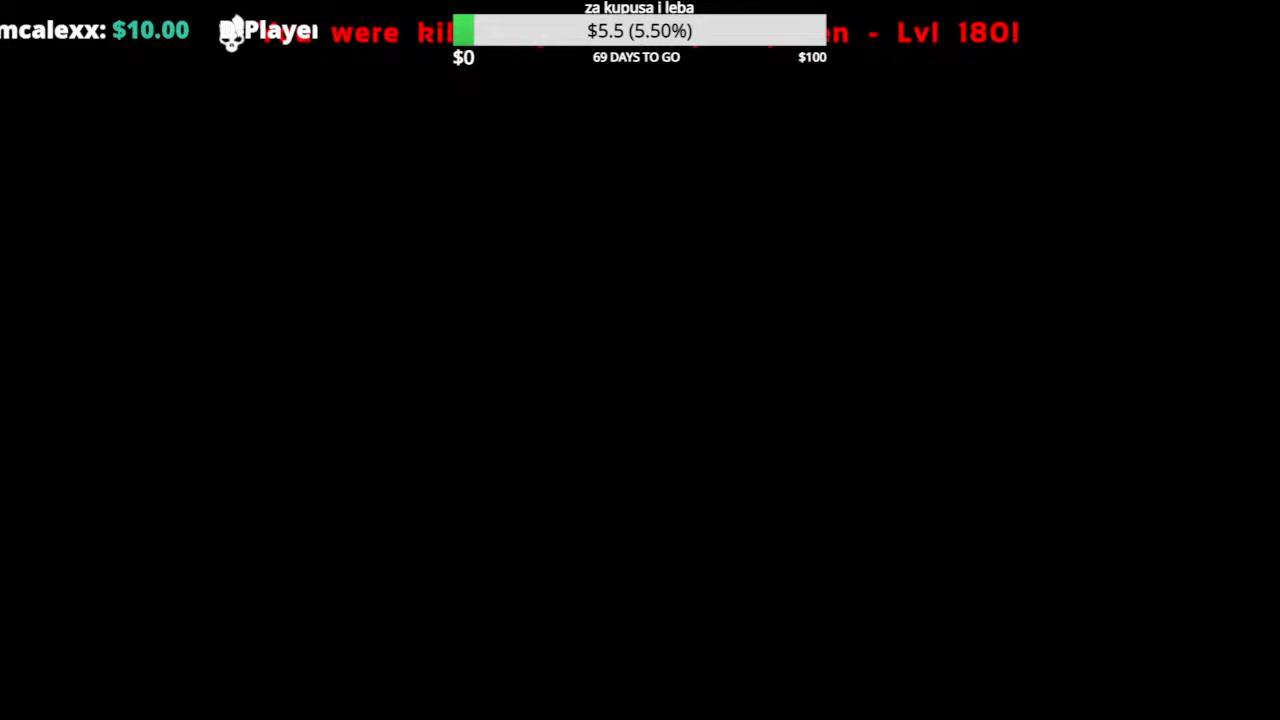 za kupusa i leba
mcalexx: $10.00
Player
were
$5.5 (5.50%)
- Lvl 180!
$0
69 DAYS TO GO
$100